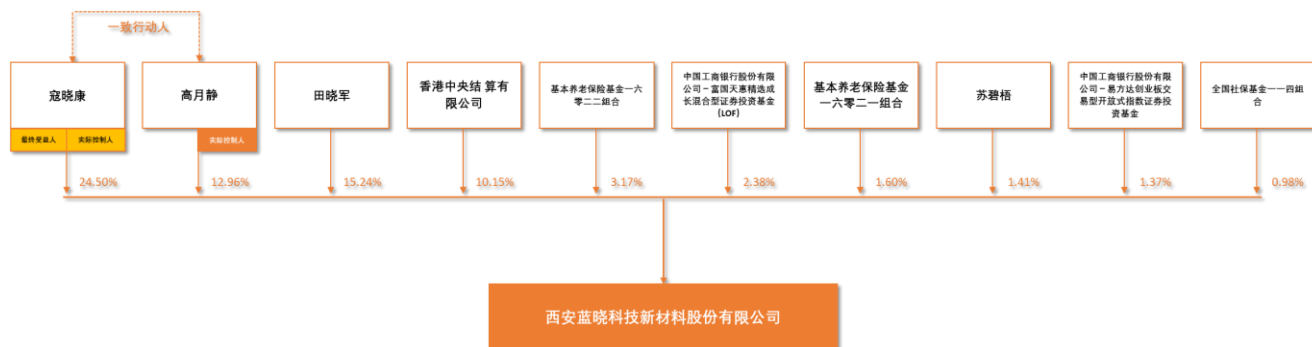 一致行动人
寇晓康
最终受益人
实际控制人
高月静
实际控制人
田晓军
香港中央结 算有
限公司
基本养老保险基金一六
零二二组合
中国工商银行股份有限
公司-富国天惠精选成
长混合型证券投资基金
(LOF)
基本养老保险基金
一六零二一组合
苏碧梧
中国工商银行股份有限
公司-易方达创业板交
易型开放式指数证券投
资基金
全国社保基金一一四组
合
24.50%
12.96%
15.24%
10.15%
3.17%
2.38%
1.60%
1.41%
1.37%
0.98%
西安蓝晓科技新材料股份有限公司